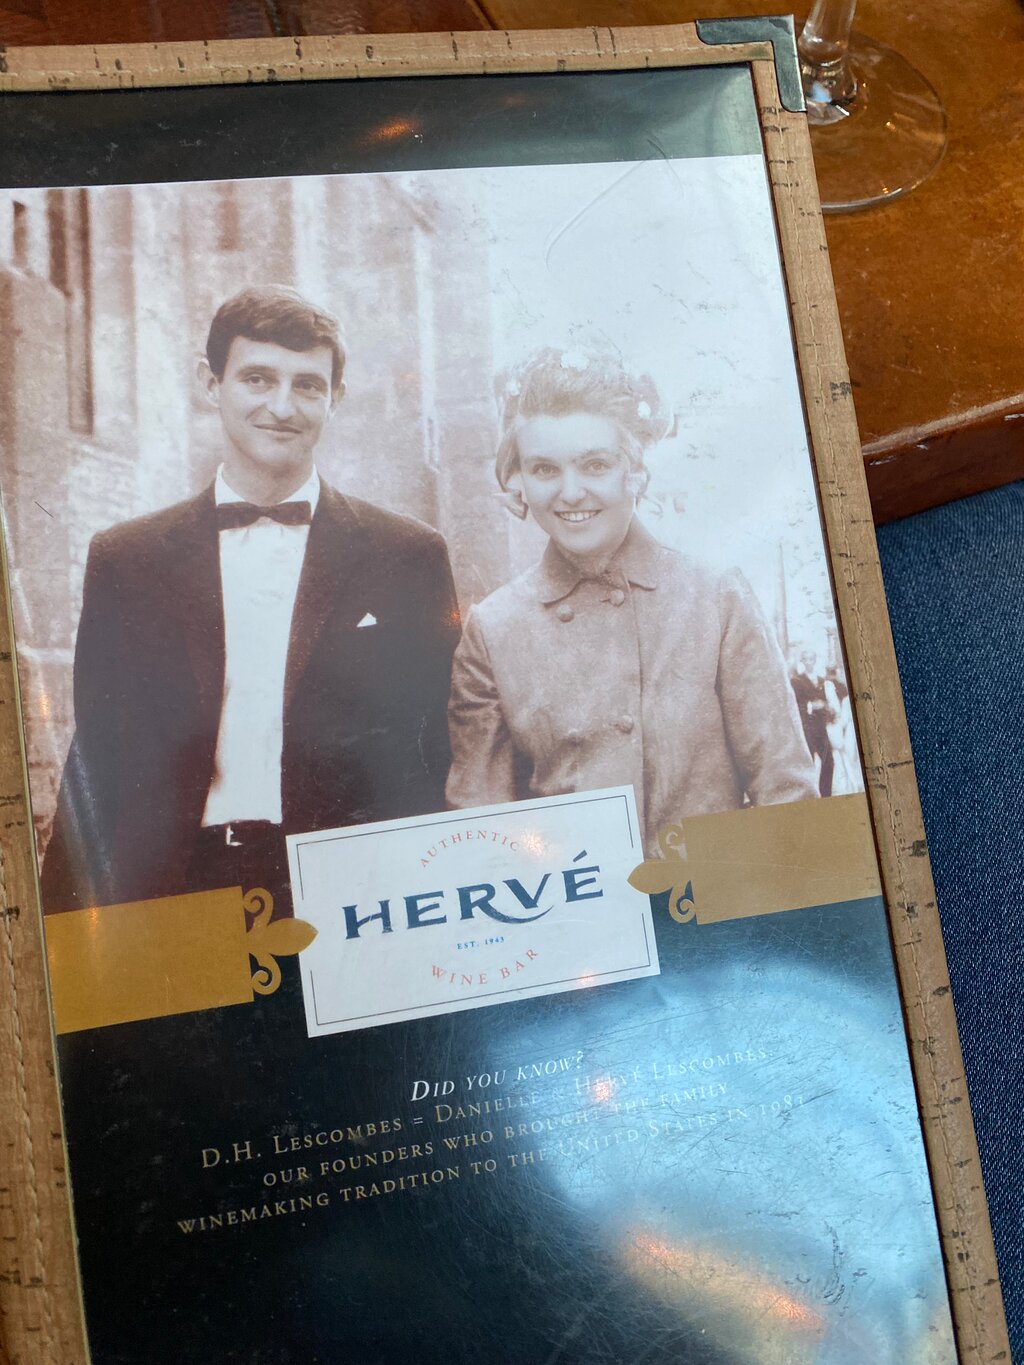 AUTHENTIC
HERVÉ
EST. 1943
WINE BAR
DID YOU KNOW?
D.H. LESCOMBES = DANIELLE & HERVÉ LESCOMBES
OUR FOUNDERS WHO BROUGHT THE FAMILY
WINEMAKING TRADITION TO THE UNITED STATES IN 1981